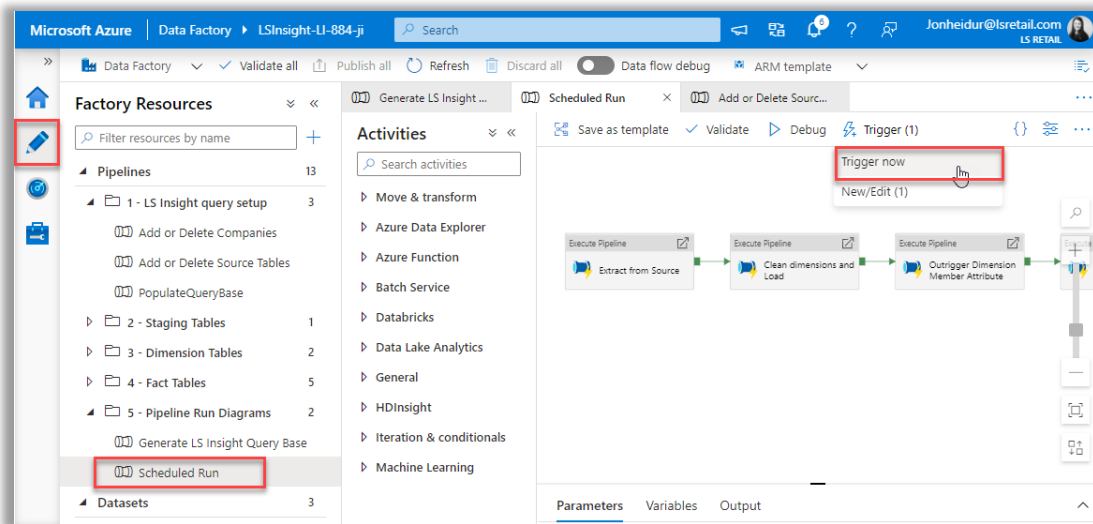 Microsoft Azure
Data Factory
LSInsight-LI-884-ji
Search
6
Jonheidur@lsretail.com
LS RETAIL
Data Factory
Validate all
Publish all
Refresh
Discard all
Data flow debug
ARM template
Factory Resources
Filter resources by name
Pipelines 13
1 - LS Insight query setup 3
Add or Delete Companies
Add or Delete Source Tables
PopulateQueryBase
2 - Staging Tables 1
3 - Dimension Tables 2
4 - Fact Tables 5
5 - Pipeline Run Diagrams 2
Generate LS Insight Query Base
Scheduled Run
Datasets 3
Generate LS Insight ...
Scheduled Run
Add or Delete Sourc...
Activities
Search activities
Move & transform
Azure Data Explorer
Azure Function
Batch Service
Databricks
Data Lake Analytics
General
HDInsight
Iteration & conditionals
Machine Learning
Save as template
Validate
Debug
Trigger (1)
Trigger now
New/Edit (1)
Execute Pipeline
Extract from Source
Execute Pipeline
Clean dimensions and
Load
Execute Pipeline
Outrigger Dimension
Member Attribute
Parameters
Variables
Output